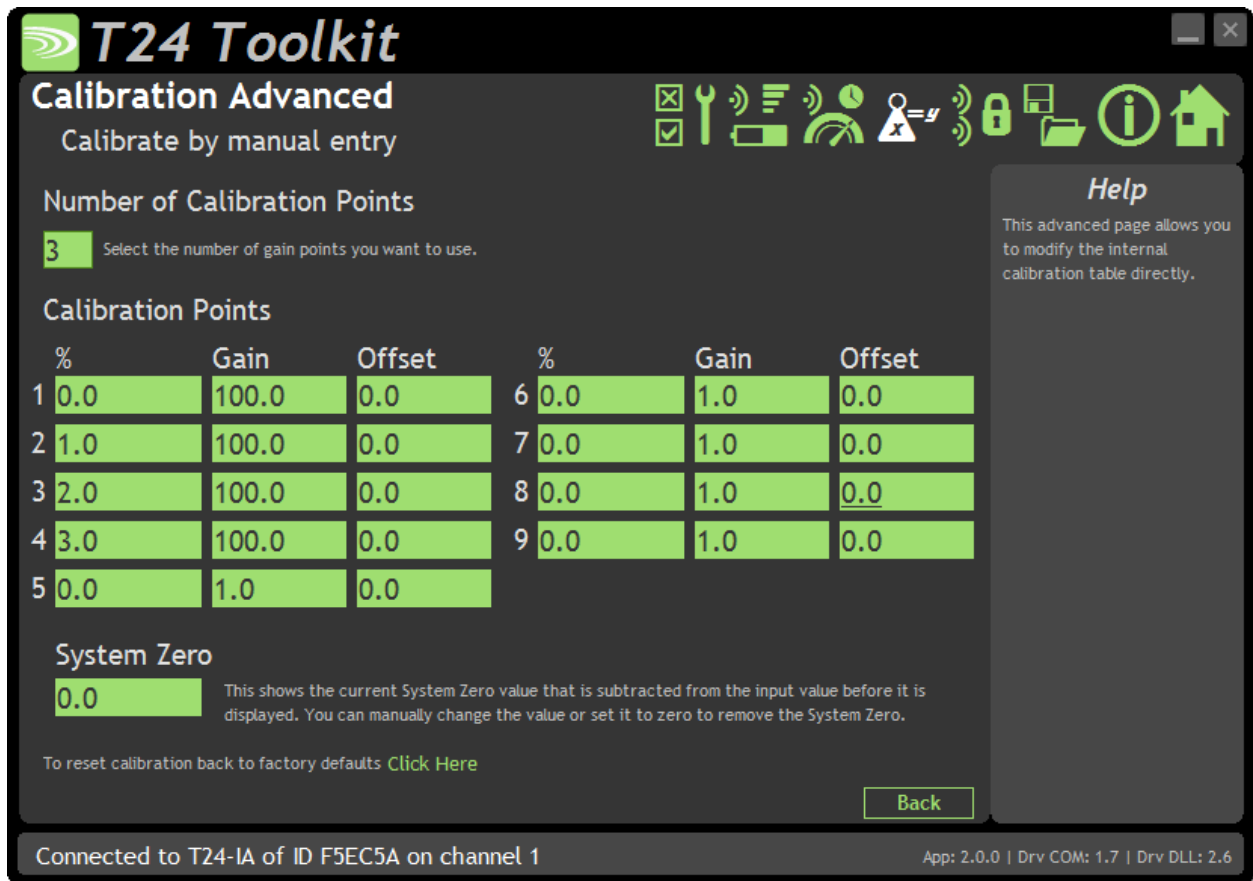 T24 Toolkit
Calibration Advanced
Calibrate by manual entry
x = y
i
Number of Calibration Points
3 Select the number of gain points you want to use.
Calibration Points
% Gain Offset % Gain Offset
1 0.0 100.0 0.0 6 0.0 1.0 0.0
2 1.0 100.0 0.0 7 0.0 1.0 0.0
3 2.0 100.0 0.0 8 0.0 1.0 0.0
4 3.0 100.0 0.0 9 0.0 1.0 0.0
5 0.0 1.0 0.0
System Zero
0.0
This shows the current System Zero value that is subtracted from the input value before it is
displayed. You can manually change the value or set it to zero to remove the System Zero.
To reset calibration back to factory defaults Click Here
Back
Help
This advanced page allows you
to modify the internal
calibration table directly.
Connected to T24-IA of ID F5EC5A on channel 1
App: 2.0.0 | Drv COM: 1.7 | Drv DLL: 2.6